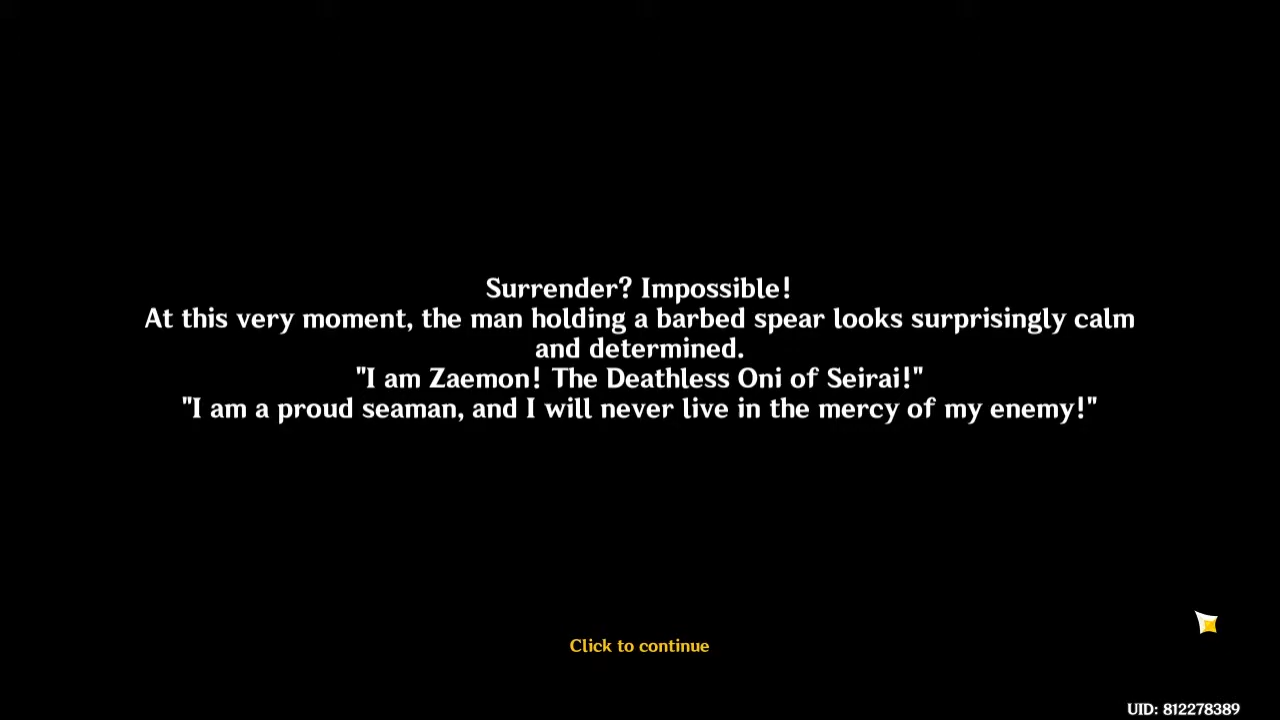 Surrender? Impossible!
At this very moment, the man holding a barbed spear looks surprisingly calm
and determined.
"I am Zaemon! The Deathless Oni of Seirai!"
"I am a proud seaman, and I will never live in the mercy of my enemy!"
Click to continue
UID: 812278389